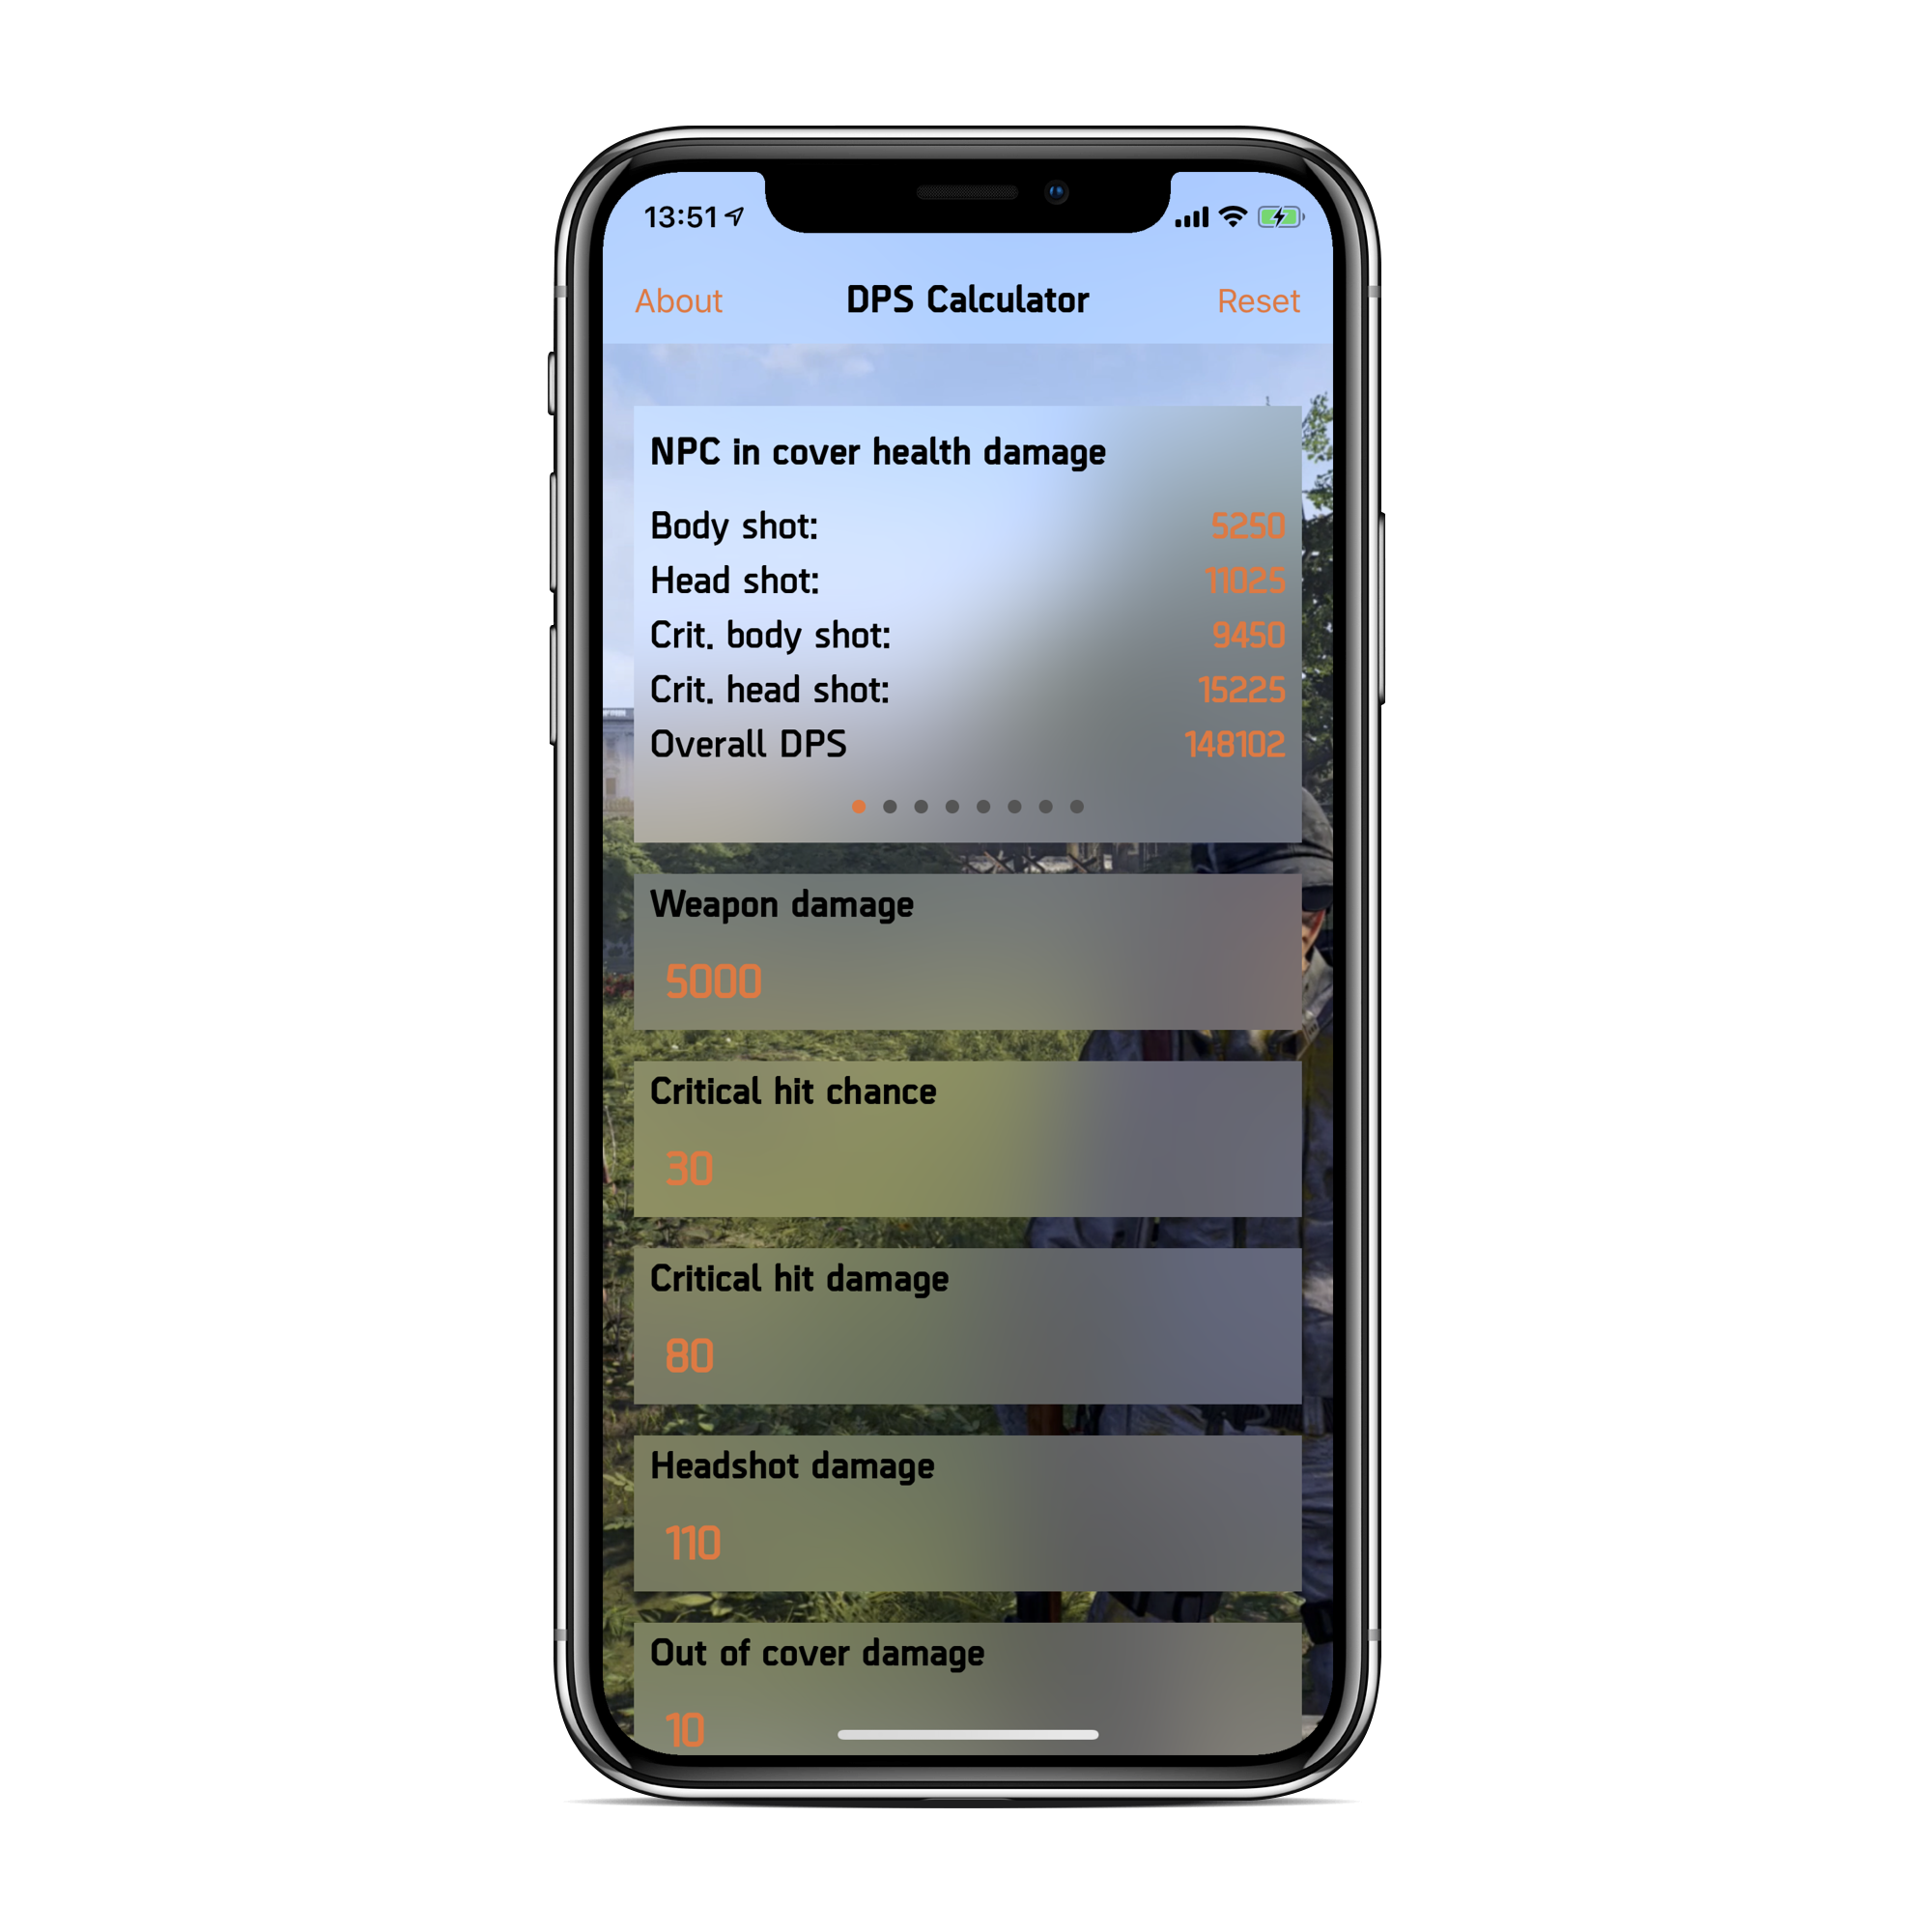 13:51
About DPS Calculator Reset
NPC in cover health damage
Body shot: 5250
Head shot: 11025
Crit. body shot: 9450
Crit. head shot: 15225
Overall DPS 148102
Weapon damage
5000
Critical hit chance
30
Critical hit damage
80
Headshot damage
110
Out of cover damage
10